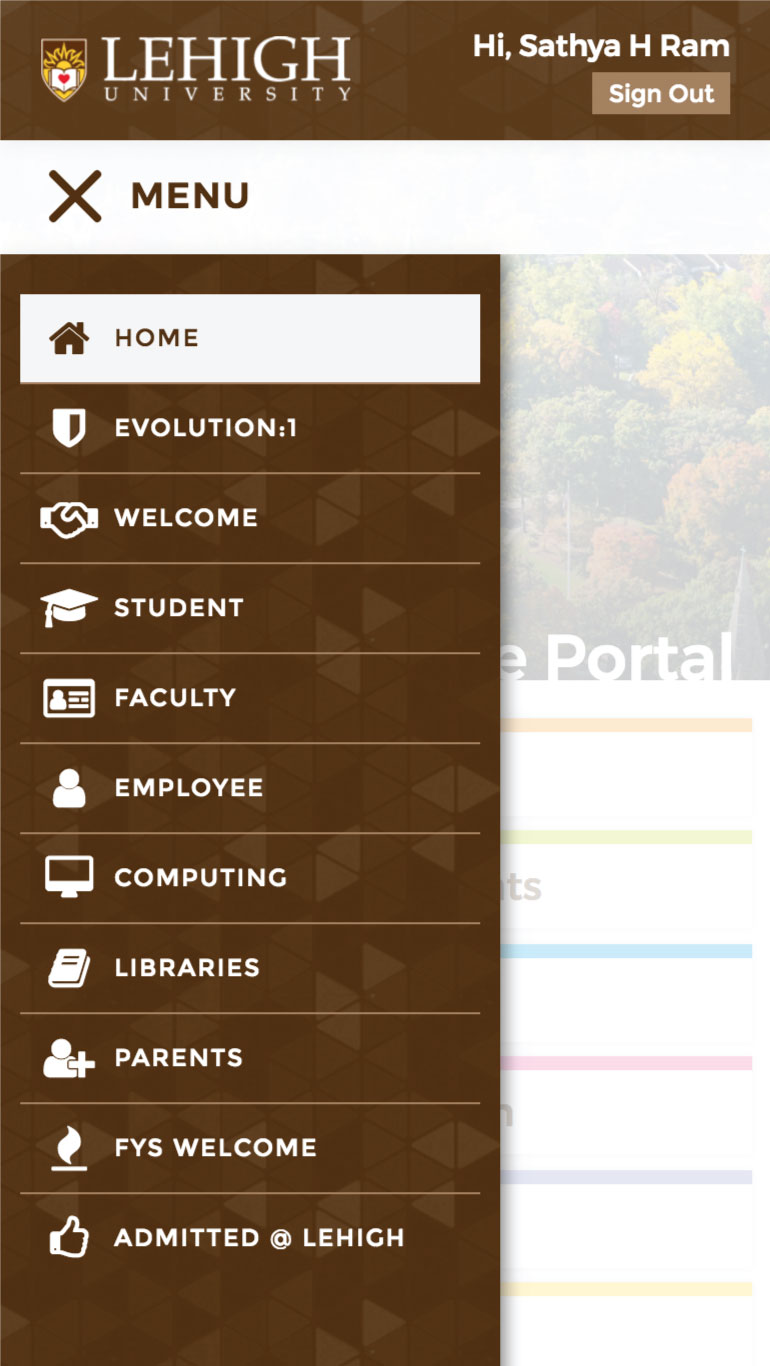 LEHIGH
UNIVERSITY
Hi, Sathya H Ram
Sign Out
MENU
HOME
EVOLUTION:1
WELCOME
STUDENT
e Portal
FACULTY
EMPLOYEE
COMPUTING
ts
LIBRARIES
PARENTS
FYS WELCOME
ADMITTED @ LEHIGH